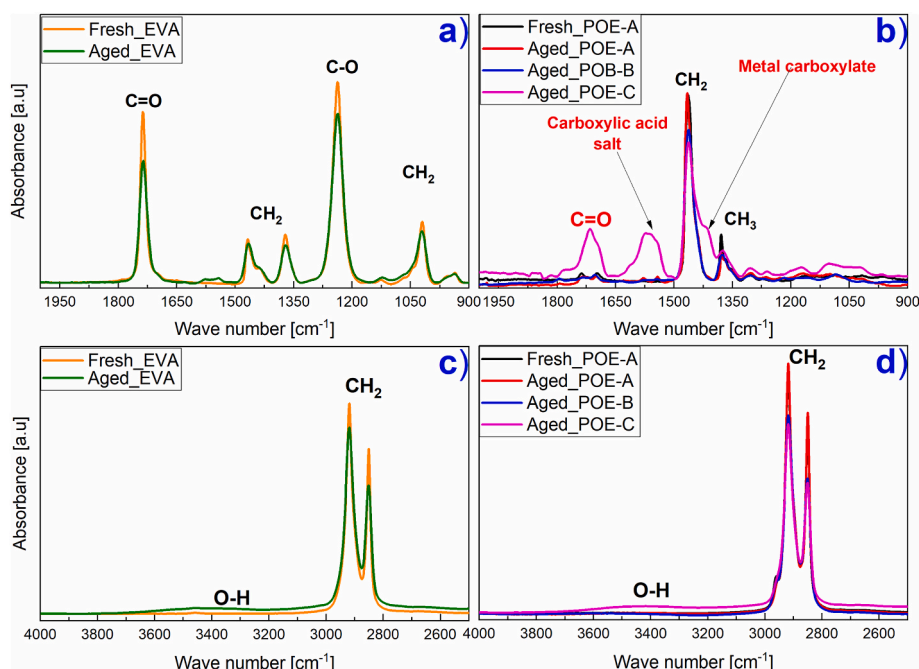 Fresh_EVA
Aged_EVA
a)
C=O
C-O
CH2
CH2
Absorbance [a.u]
1950 1800 1650 1500 1350 1200 1050 900
Wave number [cm-1]
Fresh_POE-A
Aged_POE-A
Aged_POB-B
Aged_POE-C
b)
CH2
Metal carboxylate
Carboxylic acid
salt
C=O
CH3
1950 1800 1650 1500 1350 1200 1050 900
Wave number [cm-1]
Fresh_EVA
Aged_EVA
c)
CH2
O-H
Absorbance [a.u]
4000 3800 3600 3400 3200 3000 2800 2600
Wave number [cm-1]
Fresh_POE-A
Aged_POE-A
Aged_POE-B
Aged_POE-C
d)
CH2
O-H
4000 3800 3600 3400 3200 3000 2800 2600
Wave number [cm-1]